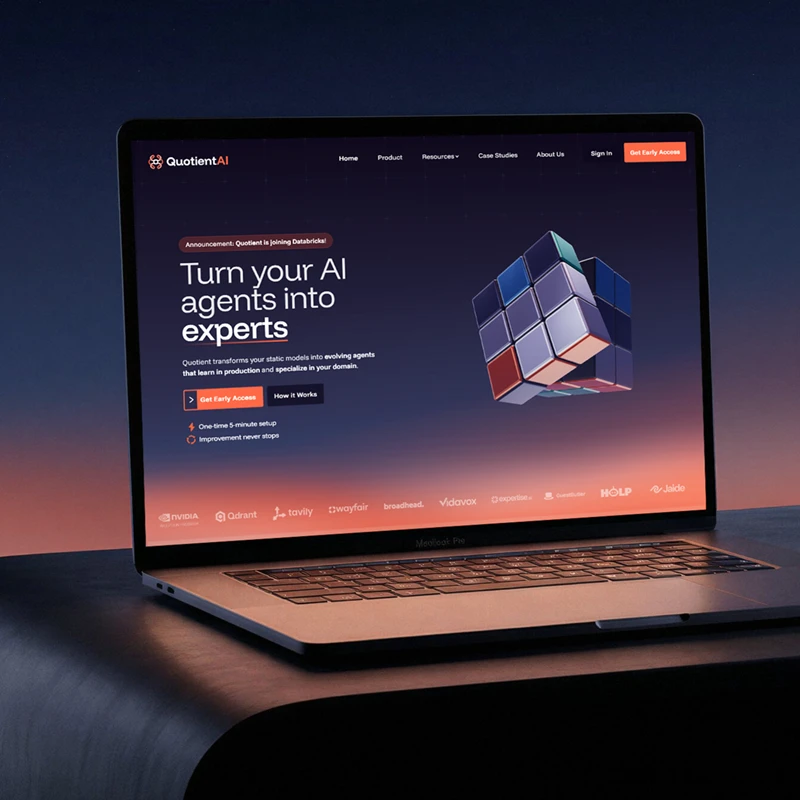 QuotientAI
Home Product Resources Case Studies About Us Sign In Get Early Access
Announcement: Quotient is joining Databricks!
Turn your AI
agents into
experts
Quotient transforms your static models into evolving agents
that learn in production and specialize in your domain.
Get Early Access How it Works
One-time 5-minute setup
Improvement never stops
NVIDIA Qdrant tavily wayfair broadhead. Vidavox HOLP Jaide
MacBook Pro